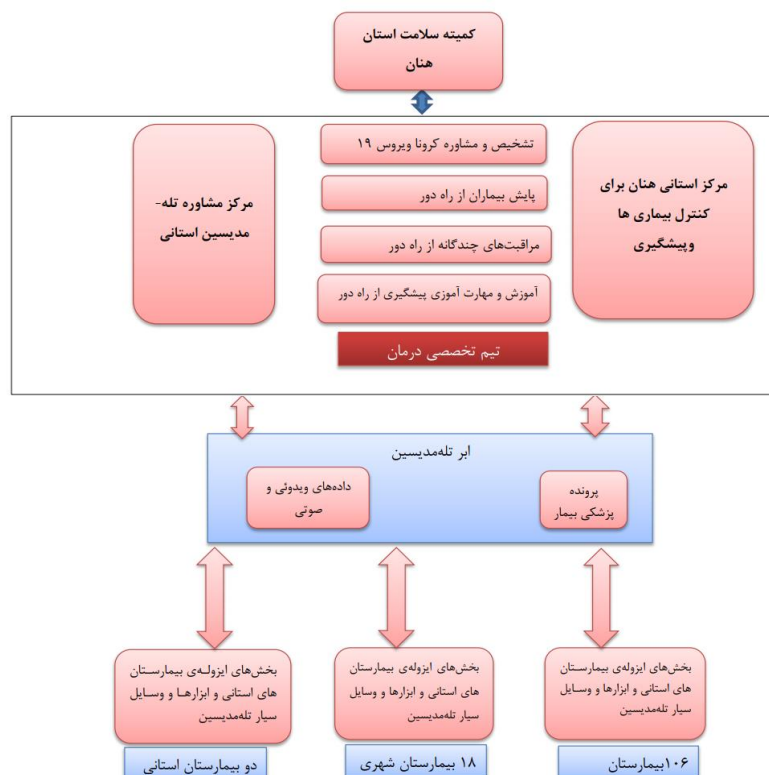 کمیته سلامت استان
هنان
مرکز استانی هنان برای
کنترل بیماری ها
وپیشگیری
تشخیص و مشاوره کرونا ویروس ۱۹
پایش بیماران از راه دور
مراقبت‌های چندگانه از راه دور
آموزش و مهارت آموزی پیشگیری از راه دور
تیم تخصصی درمان
مرکز مشاوره تله-
مدیسین استانی
ابر تله‌مدیسین
پرونده
پزشکی بیمار
داده‌های ویدوئی و
صوتی
بخش‌های ایزوله‌ی بیمارستان
های استانی و ابزارها و وسایل
سیار تله‌مدیسین
بخش‌های ایزوله‌ی بیمارستان
های استانی و ابزارها و وسایل
سیار تله‌مدیسین
بخش‌های ایزولـه‌ی بیمارسـتان
های استانی و ابزارهـا و وسـایل
سیار تله‌مدیسین
۱۰۶بیمارستان
۱۸ بیمارستان شهری
دو بیمارستان استانی